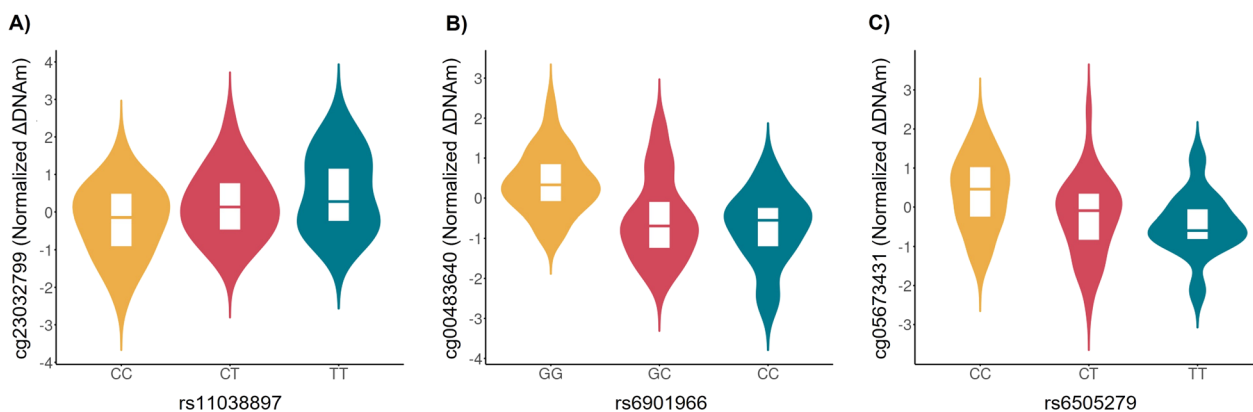 A)
cg23032799 (Normalized ΔDNAm)
4
3
2
1
0
-1
-2
-3
-4
CC CT TT
rs11038897
B)
cg00483640 (Normalized ΔDNAm)
3
2
1
0
-1
-2
-3
-4
GG GC CC
rs6901966
C)
cg05673431 (Normalized ΔDNAm)
3
2
1
0
-1
-2
-3
CC CT TT
rs6505279